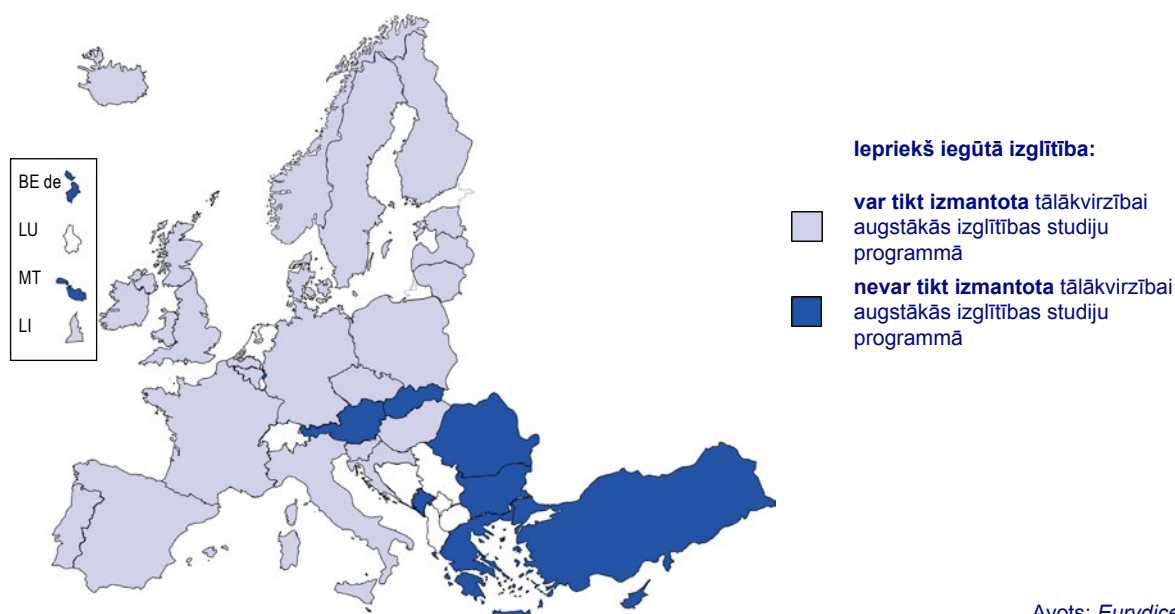 BE de
LU
MT
LI
Iepriekš iegūtā izglītība:
var tikt izmantota tālākvirzībai
augstākās izglītības studiju
programmā
nevar tikt izmantota tālākvirzībai
augstākās izglītības studiju
programmā
Avots: Eurydice